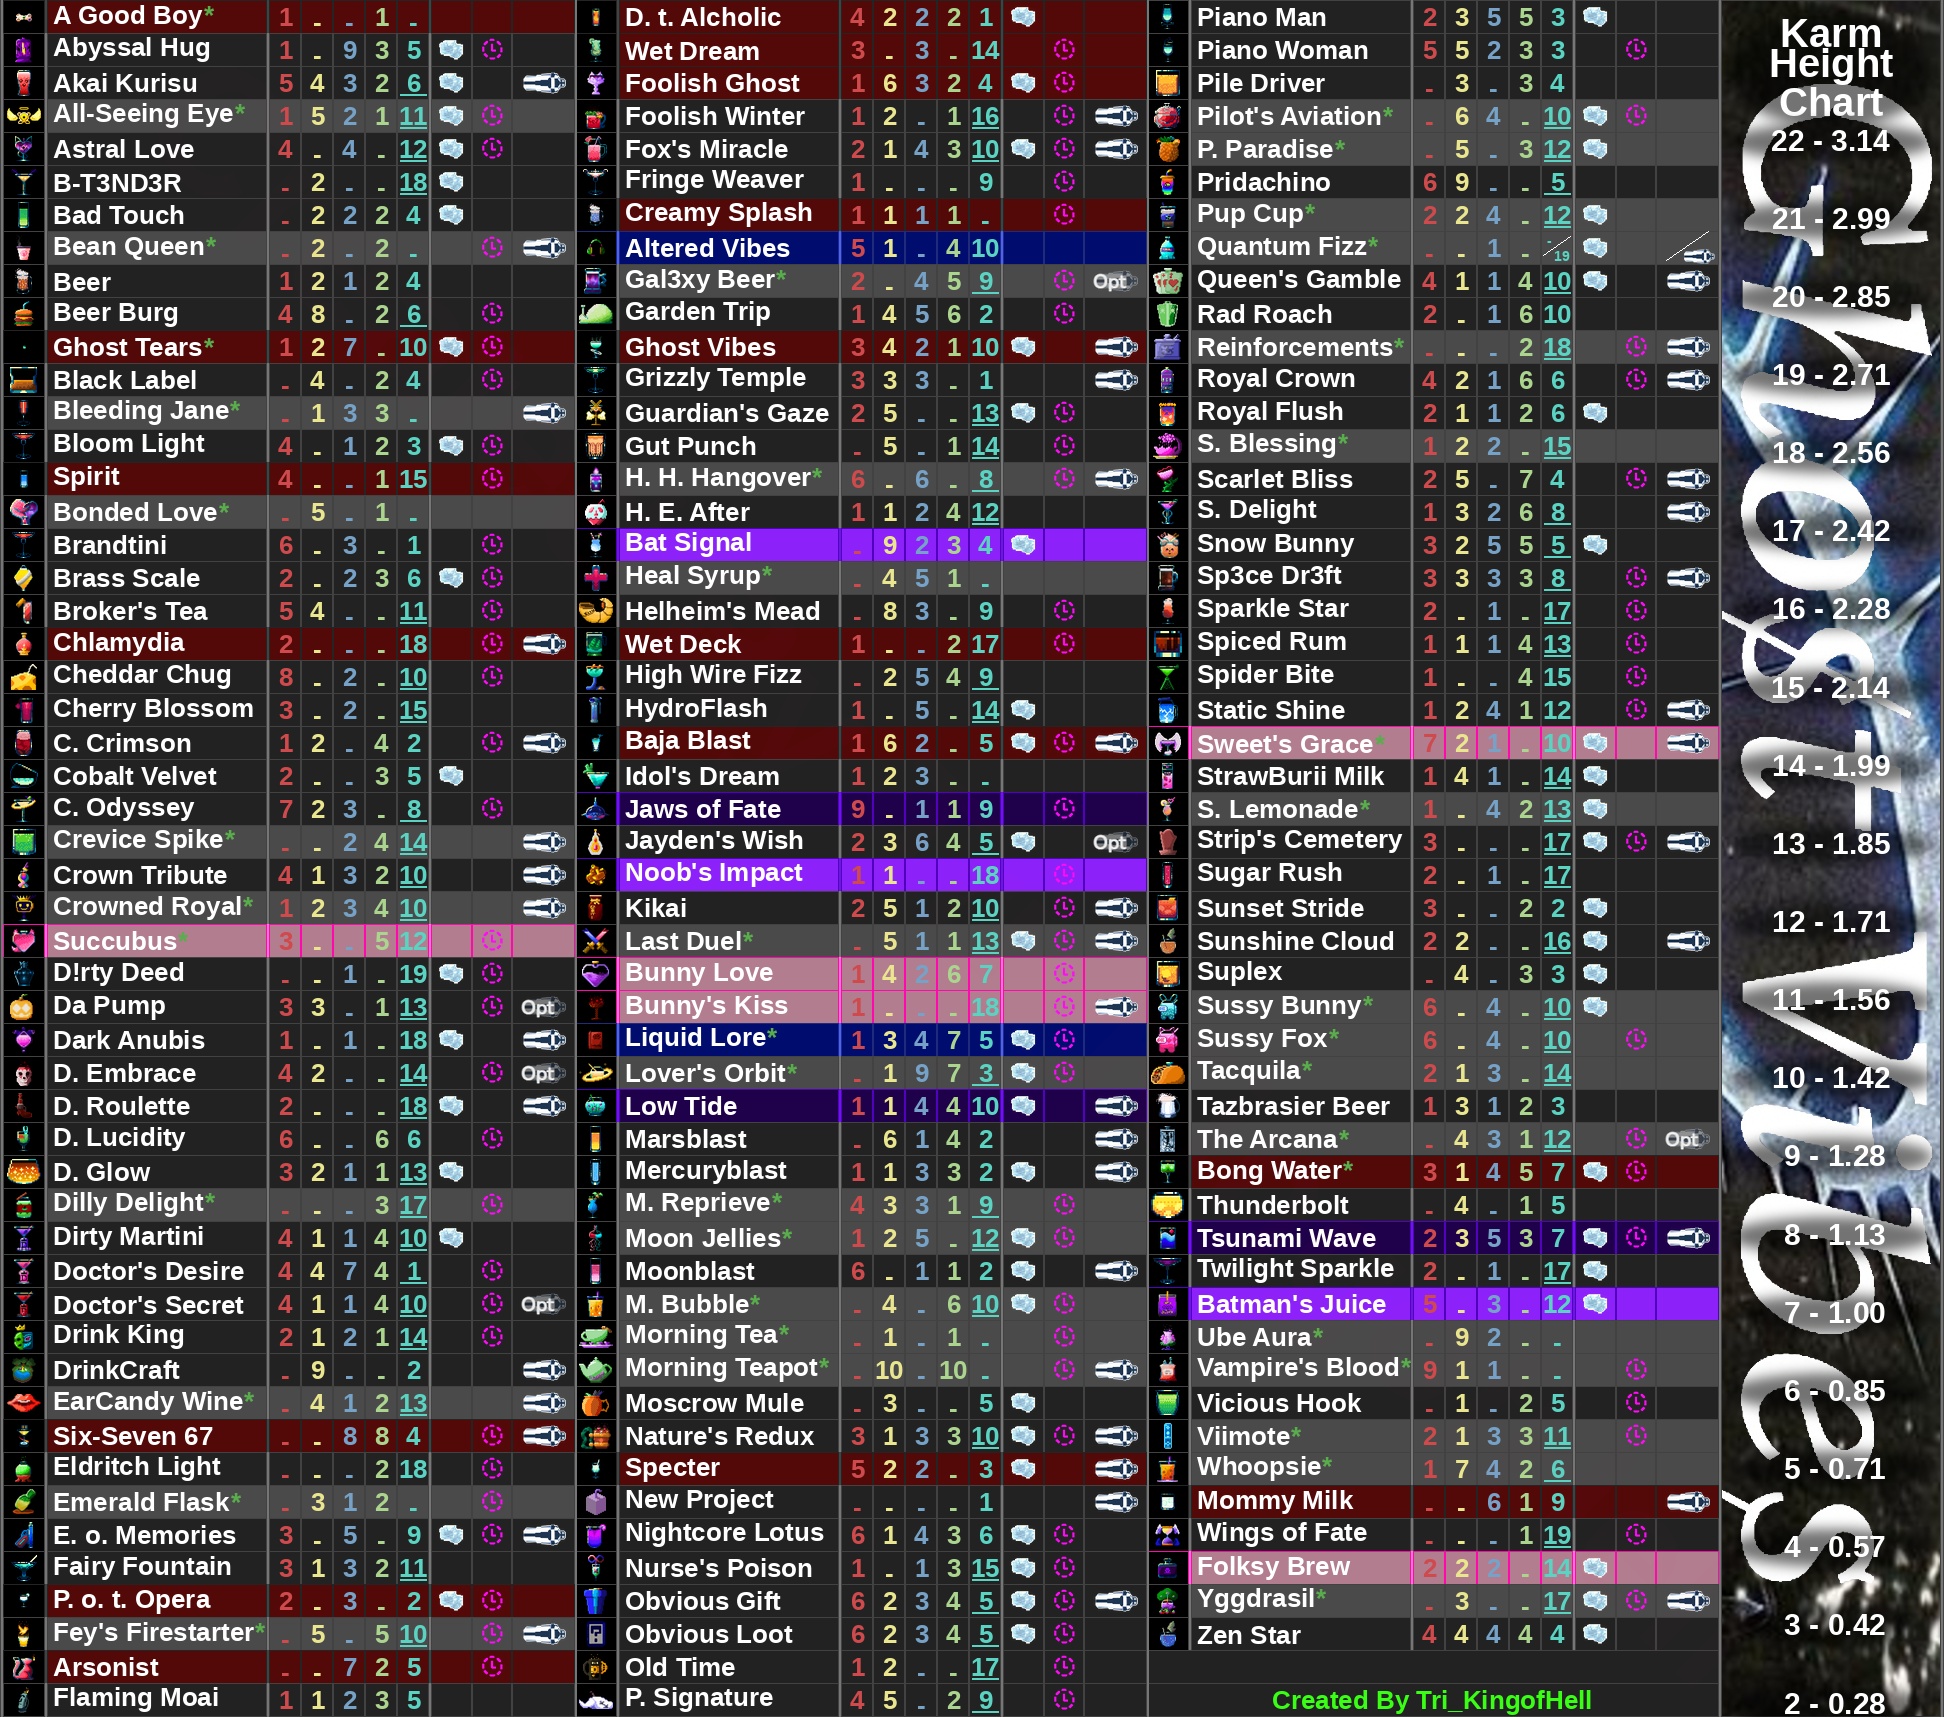 A Good Boy* 1 - - 1 -
Abyssal Hug 1 - 9 3 5
Akai Kurisu 5 4 3 2 6
All-Seeing Eye* 1 5 2 1 11
Astral Love 4 - 4 - 12
B-T3ND3R - 2 - - 18
Bad Touch - 2 2 2 4
Bean Queen* - 2 - 2 -
Beer 1 2 1 2 4
Beer Burg 4 8 - 2 6
Ghost Tears* 1 2 7 - 10
Black Label - 4 - 2 4
Bleeding Jane* - 1 3 3 -
Bloom Light 4 - 1 2 3
Spirit 4 - - 1 15
Bonded Love* - 5 - 1 -
Brandtini 6 - 3 - 1
Brass Scale 2 - 2 3 6
Broker's Tea 5 4 - - 11
Chlamydia 2 - - - 18
Cheddar Chug 8 - 2 - 10
Cherry Blossom 3 - 2 - 15
C. Crimson 1 2 - 4 2
Cobalt Velvet 2 - - 3 5
C. Odyssey 7 2 3 - 8
Crevice Spike* - - 2 4 14
Crown Tribute 4 1 3 2 10
Crowned Royal* 1 2 3 4 10
Succubus* 3 - - 5 12
D!rty Deed - - 1 - 19
Da Pump 3 3 - 1 13 Opt
Dark Anubis 1 - 1 - 18
D. Embrace 4 2 - - 14 Opt
D. Roulette 2 - - - 18
D. Lucidity 6 - - 6 6
D. Glow 3 2 1 1 13
Dilly Delight* - - - 3 17
Dirty Martini 4 1 1 4 10
Doctor's Desire 4 4 7 4 1
Doctor's Secret 4 1 1 4 10 Opt
Drink King 2 1 2 1 14
DrinkCraft - 9 - - 2
EarCandy Wine* - 4 1 2 13
Six-Seven 67 - - 8 8 4
Eldritch Light - - - 2 18
Emerald Flask* - 3 1 2 -
E. o. Memories 3 - 5 - 9
Fairy Fountain 3 1 3 2 11
P. o. t. Opera 2 - 3 - 2
Fey's Firestarter* - 5 - 5 10
Arsonist - - 7 2 5
Flaming Moai 1 1 2 3 5
D. t. Alcholic 4 2 2 2 1
Wet Dream 3 - 3 - 14
Foolish Ghost 1 6 3 2 4
Foolish Winter 1 2 - 1 16
Fox's Miracle 2 1 4 3 10
Fringe Weaver 1 - - - 9
Creamy Splash 1 1 1 1 -
Altered Vibes 5 1 - 4 10
Gal3xy Beer* 2 - 4 5 9 Opt
Garden Trip 1 4 5 6 2
Ghost Vibes 3 4 2 1 10
Grizzly Temple 3 3 3 - 1
Guardian's Gaze 2 5 - - 13
Gut Punch - 5 - 1 14
H. H. Hangover* 6 - 6 - 8
H. E. After 1 1 2 4 12
Bat Signal - 9 2 3 4
Heal Syrup* - 4 5 1 -
Helheim's Mead - 8 3 - 9
Wet Deck 1 - - 2 17
High Wire Fizz - 2 5 4 9
HydroFlash 1 - 5 - 14
Baja Blast 1 6 2 - 5
Idol's Dream 1 2 3 - -
Jaws of Fate 9 - 1 1 9
Jayden's Wish 2 3 6 4 5 Opt
Noob's Impact 1 1 - - 18
Kikai 2 5 1 2 10
Last Duel* - 5 1 1 13
Bunny Love 1 4 2 6 7
Bunny's Kiss 1 - - - 18
Liquid Lore* 1 3 4 7 5
Lover's Orbit* - 1 9 7 3
Low Tide 1 1 4 4 10
Marsblast - 6 1 4 2
Mercuryblast 1 1 3 3 2
M. Reprieve* 4 3 3 1 9
Moon Jellies* 1 2 5 - 12
Moonblast 6 - 1 1 2
M. Bubble* - 4 - 6 10
Morning Tea* - 1 - 1 -
Morning Teapot* - 10 - 10 -
Moscrow Mule - 3 - - 5
Nature's Redux 3 1 3 3 10
Specter 5 2 2 - 3
New Project - - - - 1
Nightcore Lotus 6 1 4 3 6
Nurse's Poison 1 - 1 3 15
Obvious Gift 6 2 3 4 5
Obvious Loot 6 2 3 4 5
Old Time 1 2 - - 17
P. Signature 4 5 - 2 9
Piano Man 2 3 5 5 3
Piano Woman 5 5 2 3 3
Pile Driver - 3 - 3 4
Pilot's Aviation* - 6 4 - 10
P. Paradise* - 5 - 3 12
Pridachino 6 9 - - 5
Pup Cup* 2 2 4 - 12
Quantum Fizz* - - 1 - -/19
Queen's Gamble 4 1 1 4 10
Rad Roach 2 - 1 6 10
Reinforcements* - - - 2 18
Royal Crown 4 2 1 6 6
Royal Flush 2 1 1 2 6
S. Blessing* 1 2 2 - 15
Scarlet Bliss 2 5 - 7 4
S. Delight 1 3 2 6 8
Snow Bunny 3 2 5 5 5
Sp3ce Dr3ft 3 3 3 3 8
Sparkle Star 2 - 1 - 17
Spiced Rum 1 1 1 4 13
Spider Bite 1 - - 4 15
Static Shine 1 2 4 1 12
Sweet's Grace* 7 2 1 - 10
StrawBurii Milk 1 4 1 - 14
S. Lemonade* 1 - 4 2 13
Strip's Cemetery 3 - - - 17
Sugar Rush 2 - 1 - 17
Sunset Stride 3 - - 2 2
Sunshine Cloud 2 2 - - 16
Suplex - 4 - 3 3
Sussy Bunny* 6 - 4 - 10
Sussy Fox* 6 - 4 - 10
Tacquila* 2 1 3 - 14
Tazbrasier Beer 1 3 1 2 3
The Arcana* - 4 3 1 12 Opt
Bong Water* 3 1 4 5 7
Thunderbolt - 4 - 1 5
Tsunami Wave 2 3 5 3 7
Twilight Sparkle 2 - 1 - 17
Batman's Juice 5 - 3 - 12
Ube Aura* - 9 2 - -
Vampire's Blood* 9 1 1 - -
Vicious Hook - 1 - 2 5
Viimote* 2 1 3 3 11
Whoopsie* 1 7 4 2 6
Mommy Milk - - 6 1 9
Wings of Fate - - - 1 19
Folksy Brew 2 2 2 - 14
Yggdrasil* - 3 - - 17
Zen Star 4 4 4 4 4
Created By Tri_KingofHell
Karm
Height
Chart
22 - 3.14
21 - 2.99
20 - 2.85
19 - 2.71
18 - 2.56
17 - 2.42
16 - 2.28
15 - 2.14
14 - 1.99
13 - 1.85
12 - 1.71
11 - 1.56
10 - 1.42
9 - 1.28
8 - 1.13
7 - 1.00
6 - 0.85
5 - 0.71
4 - 0.57
3 - 0.42
2 - 0.28